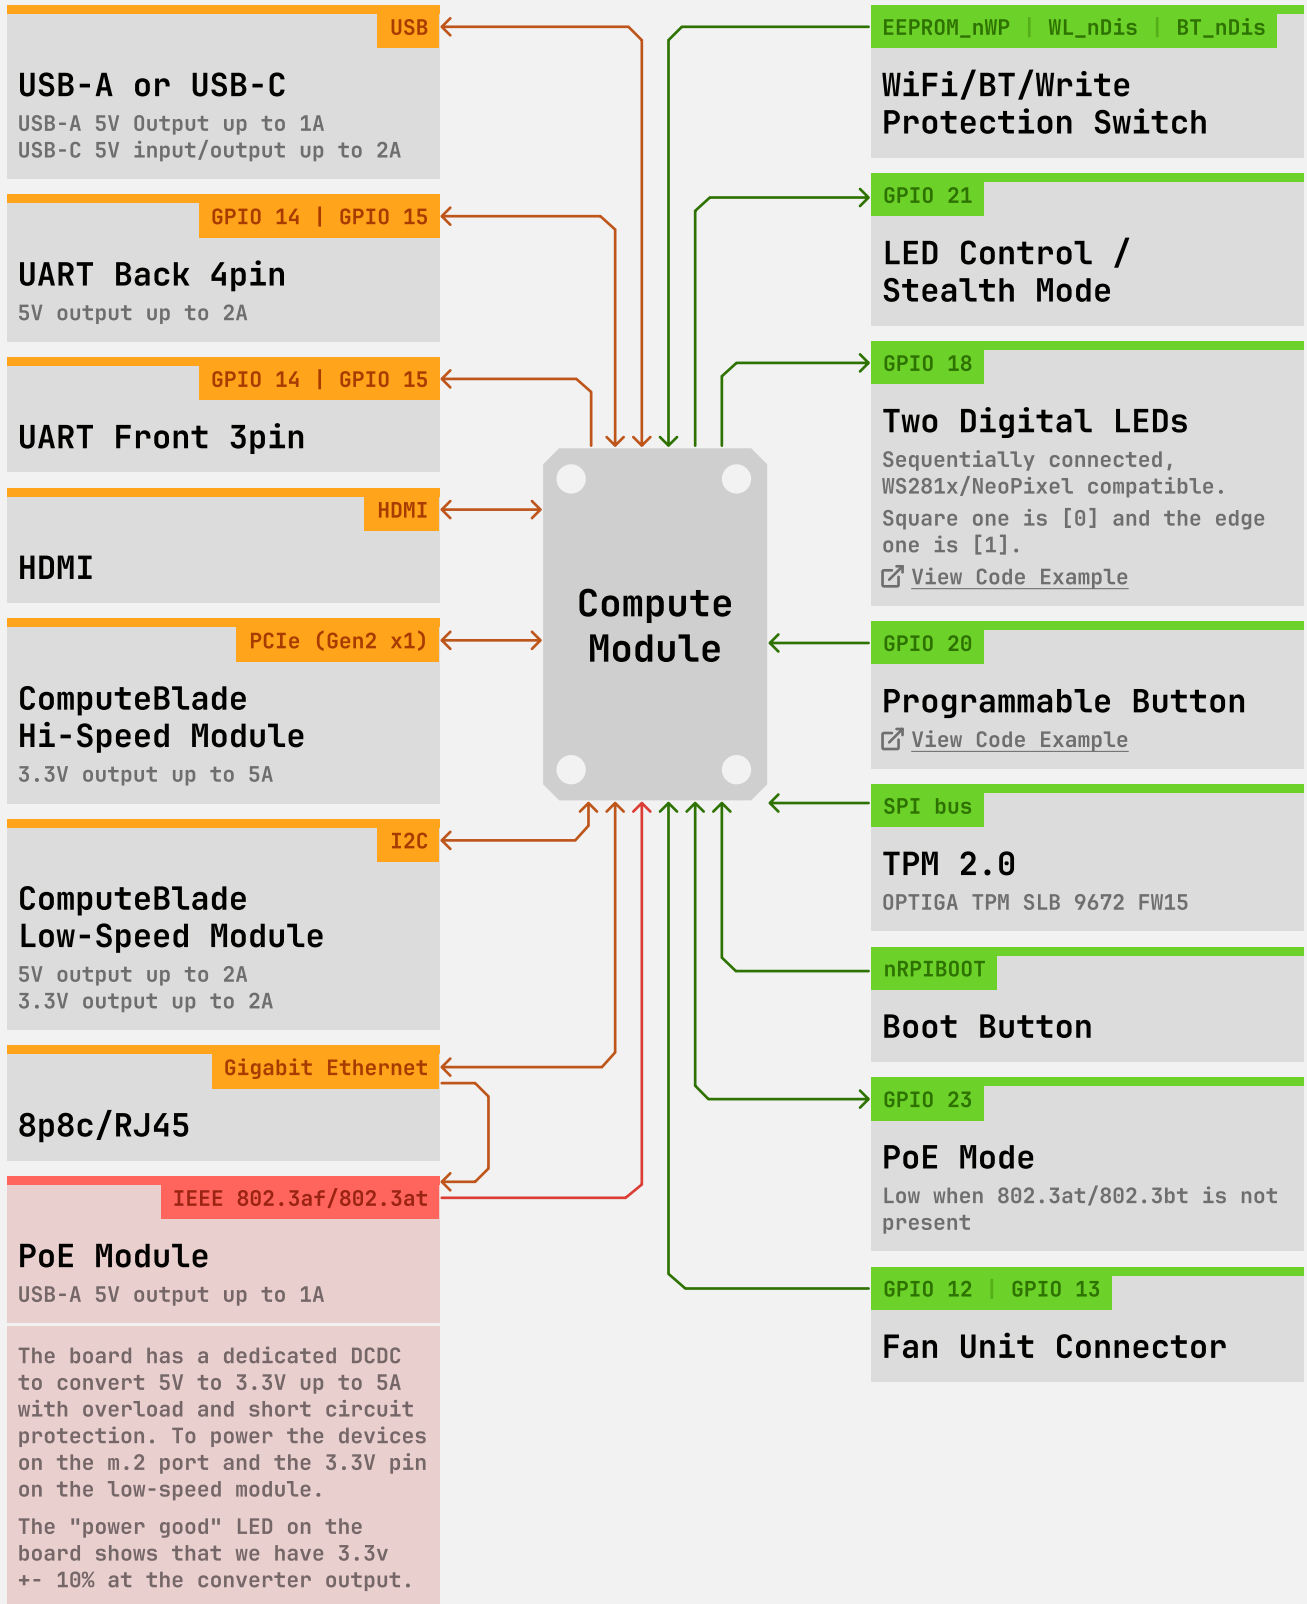 USB
USB-A or USB-C
USB-A 5V Output up to 1A
USB-C 5V input/output up to 2A
GPIO 14 | GPIO 15
UART Back 4pin
5V output up to 2A
GPIO 14 | GPIO 15
UART Front 3pin
HDMI
HDMI
PCIe (Gen2 x1)
ComputeBlade
Hi-Speed Module
3.3V output up to 5A
I2C
ComputeBlade
Low-Speed Module
5V output up to 2A
3.3V output up to 2A
Gigabit Ethernet
8p8c/RJ45
IEEE 802.3af/802.3at
PoE Module
USB-A 5V output up to 1A
The board has a dedicated DCDC
to convert 5V to 3.3V up to 5A
with overload and short circuit
protection. To power the devices
on the m.2 port and the 3.3V pin
on the low-speed module.
The "power good" LED on the
board shows that we have 3.3v
+- 10% at the converter output.
Compute
Module
EEPROM_nWP | WL_nDis | BT_nDis
WiFi/BT/Write
Protection Switch
GPIO 21
LED Control /
Stealth Mode
GPIO 18
Two Digital LEDs
Sequentially connected,
WS281x/NeoPixel compatible.
Square one is [0] and the edge
one is [1].
View Code Example
GPIO 20
Programmable Button
View Code Example
SPI bus
TPM 2.0
OPTIGA TPM SLB 9672 FW15
nRPIBOOT
Boot Button
GPIO 23
PoE Mode
Low when 802.3at/802.3bt is not
present
GPIO 12 | GPIO 13
Fan Unit Connector